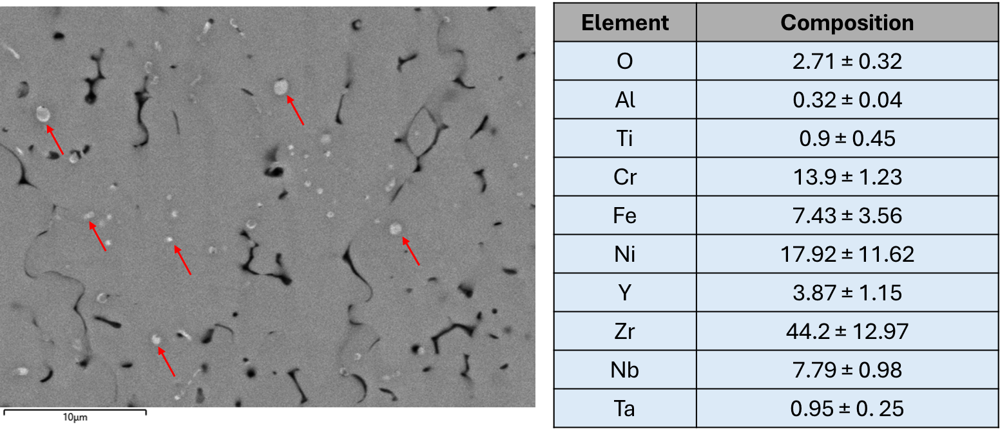 Element Composition
O 2.71 ± 0.32
Al 0.32 ± 0.04
Ti 0.9 ± 0.45
Cr 13.9 ± 1.23
Fe 7.43 ± 3.56
Ni 17.92 ± 11.62
Y 3.87 ± 1.15
Zr 44.2 ± 12.97
Nb 7.79 ± 0.98
Ta 0.95 ± 0. 25
10μm